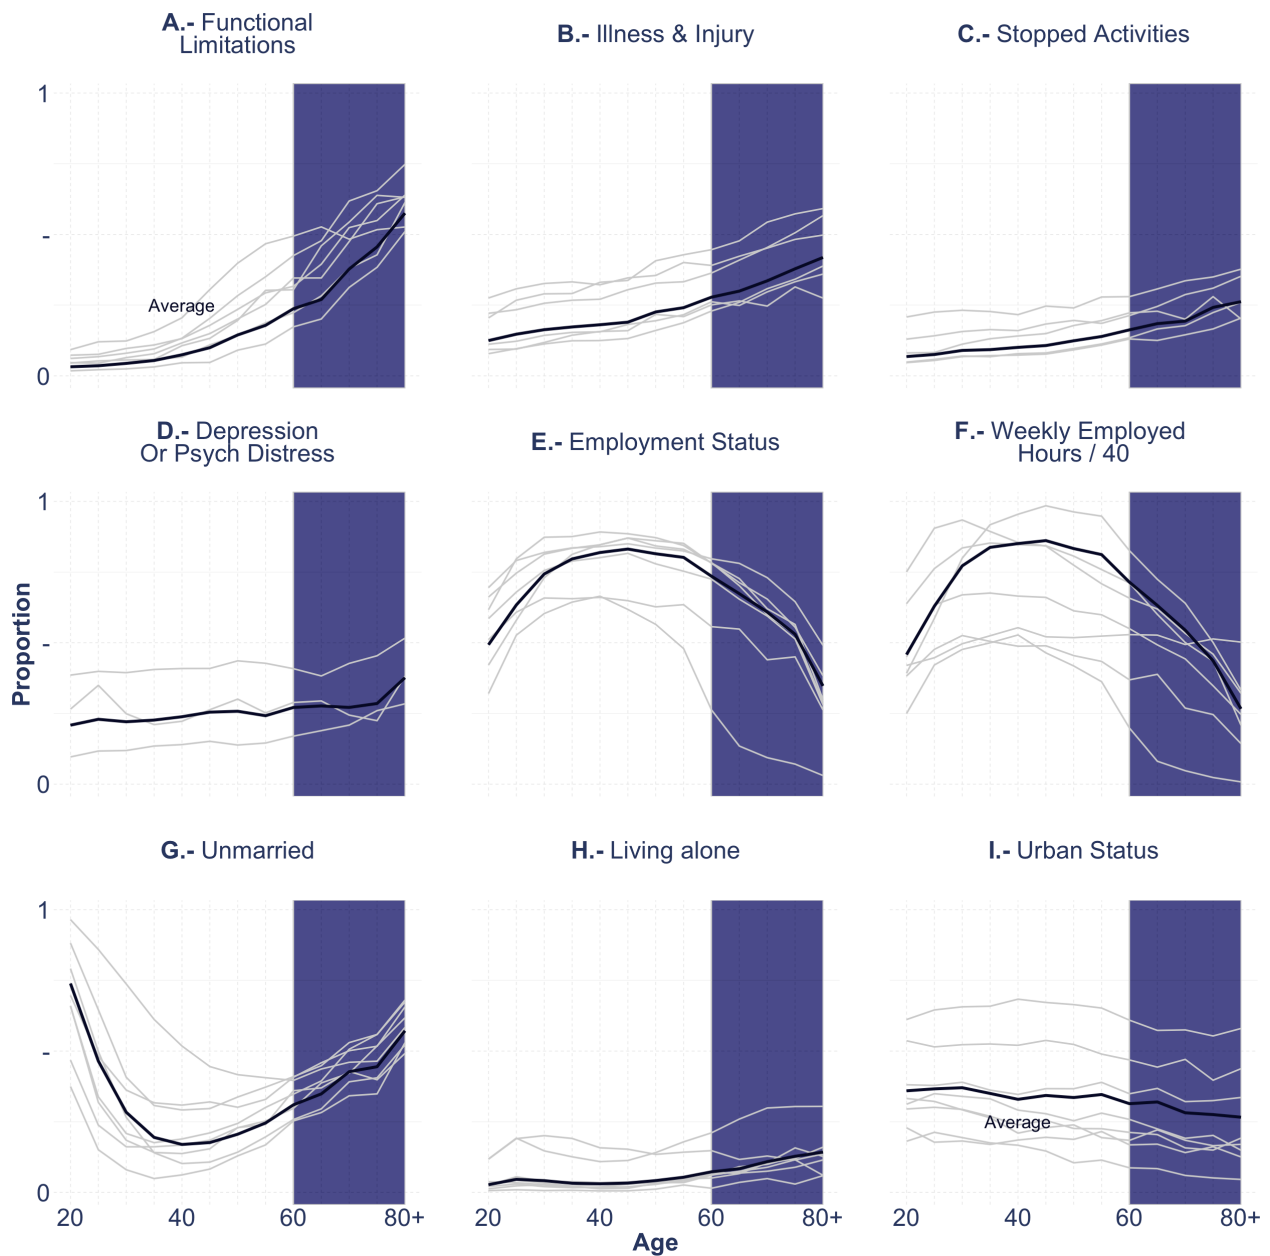 A.- Functional
Limitations
B.- Illness & Injury
C.- Stopped Activities
1
-
0
Average
D.- Depression
Or Psych Distress
E.- Employment Status
F.- Weekly Employed
Hours / 40
Proportion
1
-
0
G.- Unmarried
H.- Living alone
I.- Urban Status
1
-
0
Average
20 40 60 80+
20 40 60 80+
20 40 60 80+
Age